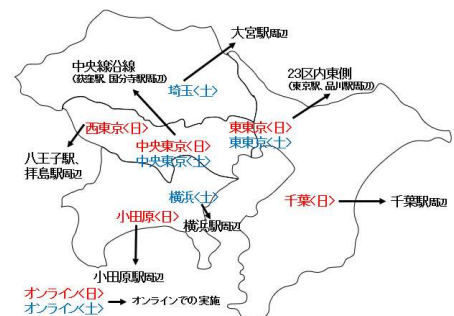 大宮駅周辺
中央線沿線
(荻窪駅、国分寺駅周辺)
23区内東側
(東京駅、品川駅周辺)
埼玉<土>
西東京<日>
中央東京<日>
中央東京<土>
東東京<日>
東東京<土>
八王子駅、
拝島駅周辺
横浜<土>
小田原<日>
横浜駅周辺
千葉<日>
千葉駅周辺
小田原駅周辺
オンライン<日>
オンライン<土>
オンラインでの実施